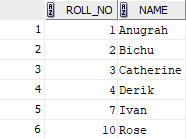 ROLL_NO NAME
1 1 Anugrah
2 2 Bichu
3 3 Catherine
4 4 Derik
5 7 Ivan
6 10 Rose